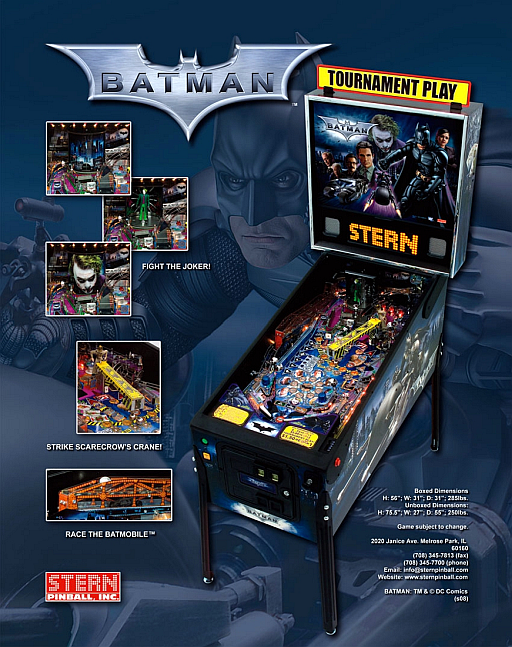 BATMAN
TM
TOURNAMENT PLAY
BATMAN
STERN
FIGHT THE JOKER!
STRIKE SCARECROW'S CRANE!
RACE THE BATMOBILE™
BATMAN
STERN
PINBALL, INC.
Boxed Dimensions
H: 56"; W: 31"; D: 31"; 285lbs.
Unboxed Dimensions:
H: 75.5"; W: 27"; D: 55"; 250lbs.
Game subject to change.
2020 Janice Ave. Melrose Park, IL
60160
(708) 345-7813 (fax)
(708) 345-7700 (phone)
Email: info@sternpinball.com
Website: www.sternpinball.com
BATMAN: TM & © DC Comics
(s08)